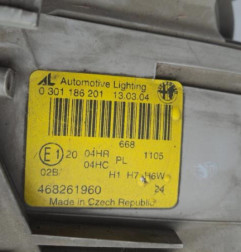 AL Automotive Lighting
0 301 186 201 13.03.04
668
E1 20 04HR PL 1105
02B 04HC H1 H7 H6W
468261960 24
Made in Czech Republic